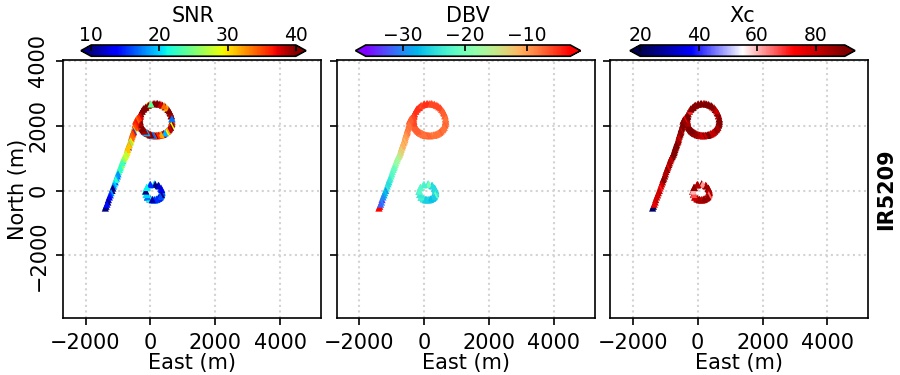 SNR DBV Xc
10 20 30 40 −30 −20 −10 20 40 60 80
4000
2000
0
−2000
North (m)
−2000 0 2000 4000 −2000 0 2000 4000 −2000 0 2000 4000
East (m) East (m) East (m)
IR5209